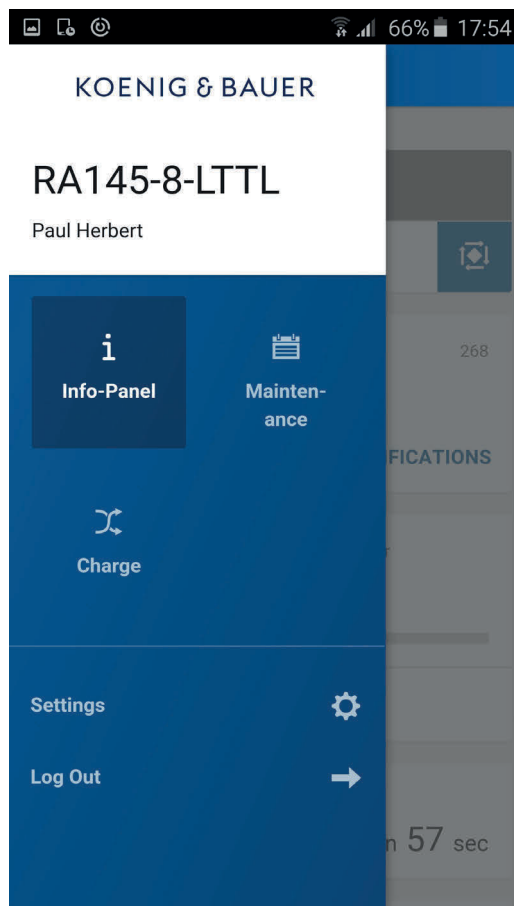 66% 17:54
KOENIG & BAUER
RA145-8-LTTL
Paul Herbert
268
i
Info-Panel
Mainten-
ance
FICATIONS
Charge
Settings
Log Out
57 sec